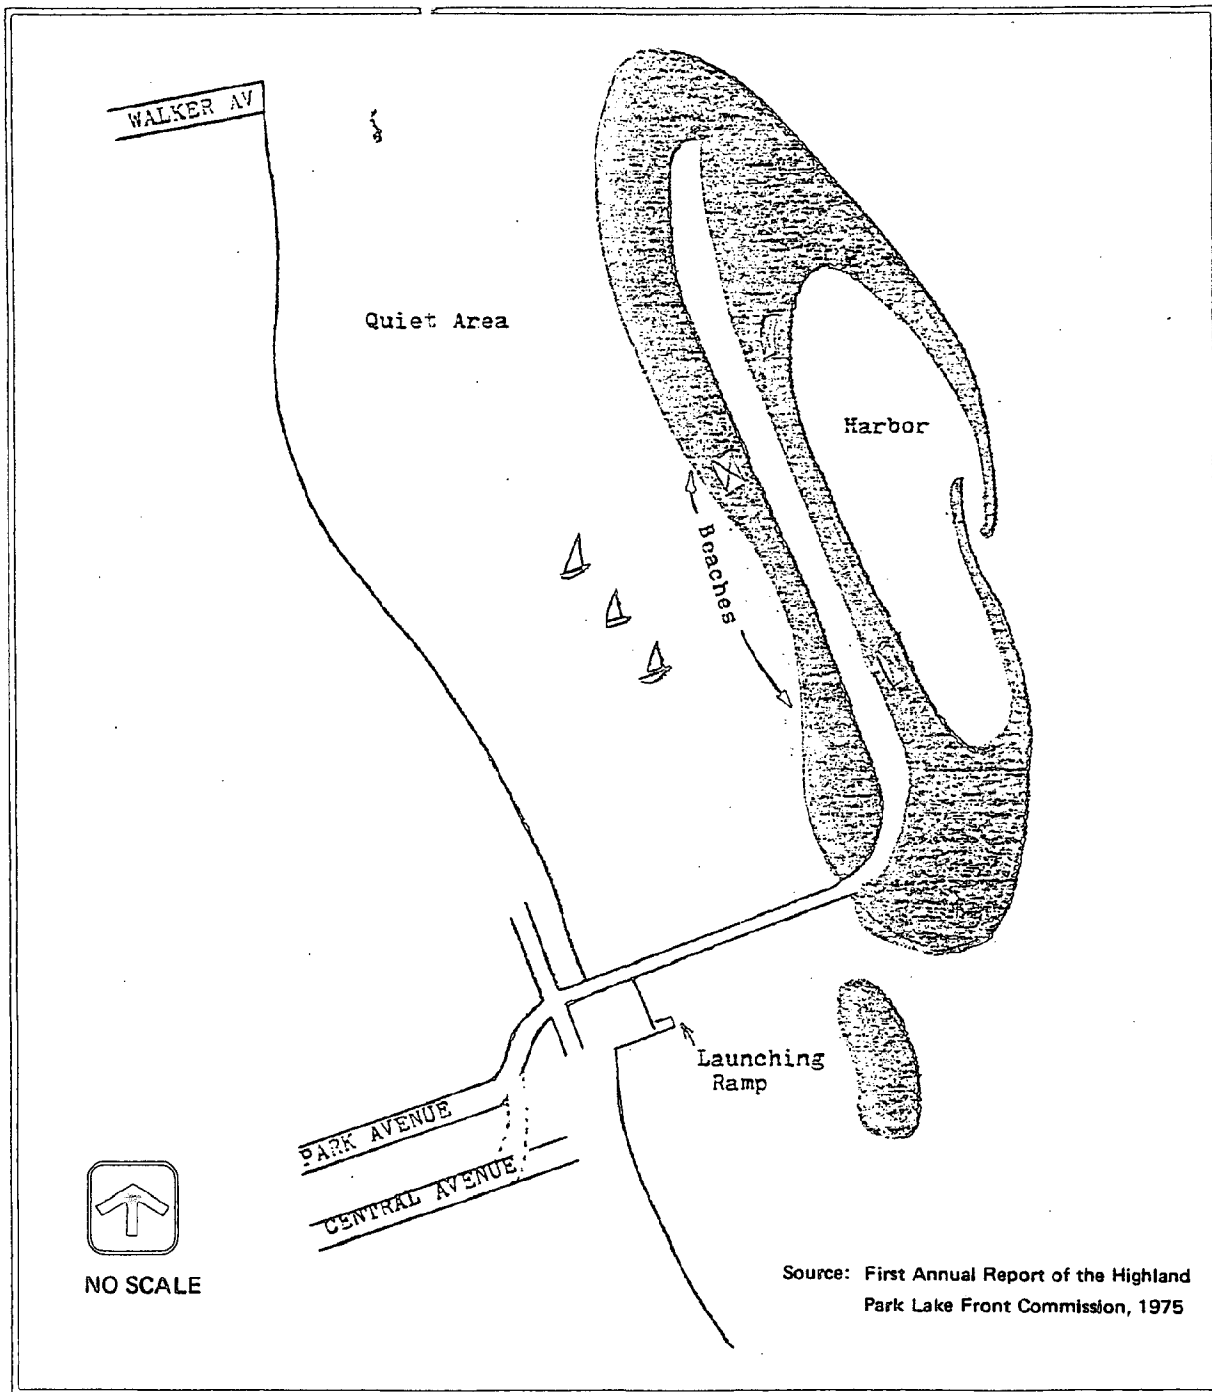 WALKER AV
Quiet Area
Harbor
Beaches
Launching
Ramp
PARK AVENUE
CENTRAL AVENUE
NO SCALE
Source: First Annual Report of the Highland
Park Lake Front Commission, 1975